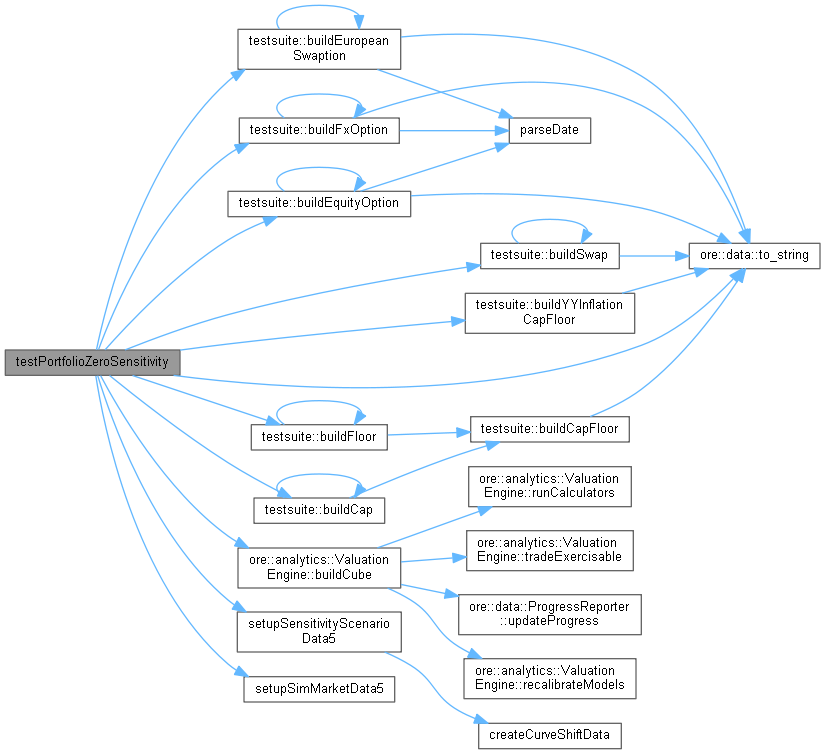 testsuite::buildEuropean
Swaption
testsuite::buildFxOption
parseDate
testsuite::buildEquityOption
testsuite::buildSwap
ore::data::to_string
testsuite::buildYYInflation
CapFloor
testPortfolioZeroSensitivity
testsuite::buildFloor
testsuite::buildCapFloor
testsuite::buildCap
ore::analytics::Valuation
Engine::runCalculators
ore::analytics::Valuation
Engine::tradeExercisable
ore::analytics::Valuation
Engine::buildCube
ore::data::ProgressReporter
::updateProgress
setupSensitivityScenario
Data5
ore::analytics::Valuation
Engine::recalibrateModels
setupSimMarketData5
createCurveShiftData